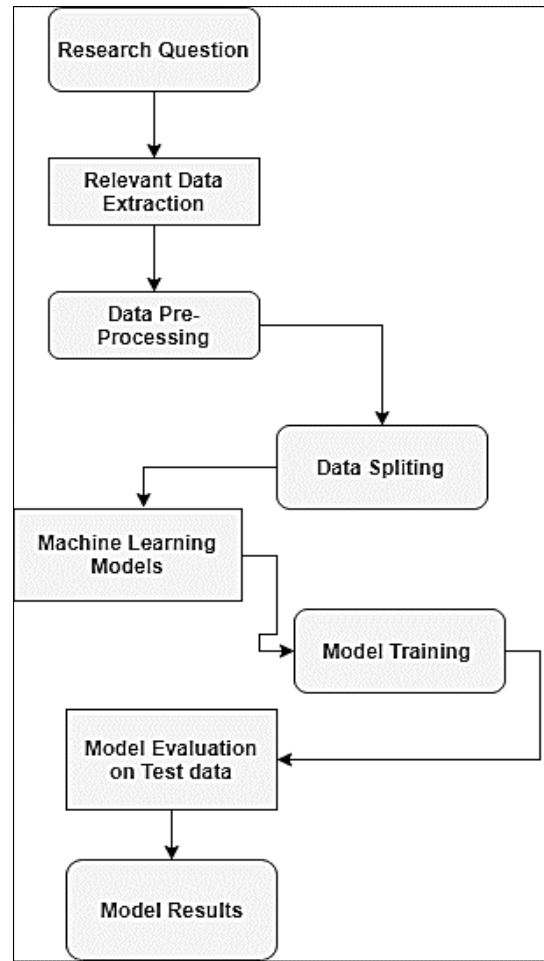 Research Question
Relevant Data
Extraction
Data Pre-
Processing
Data Spliting
Machine Learning
Models
Model Training
Model Evaluation
on Test data
Model Results